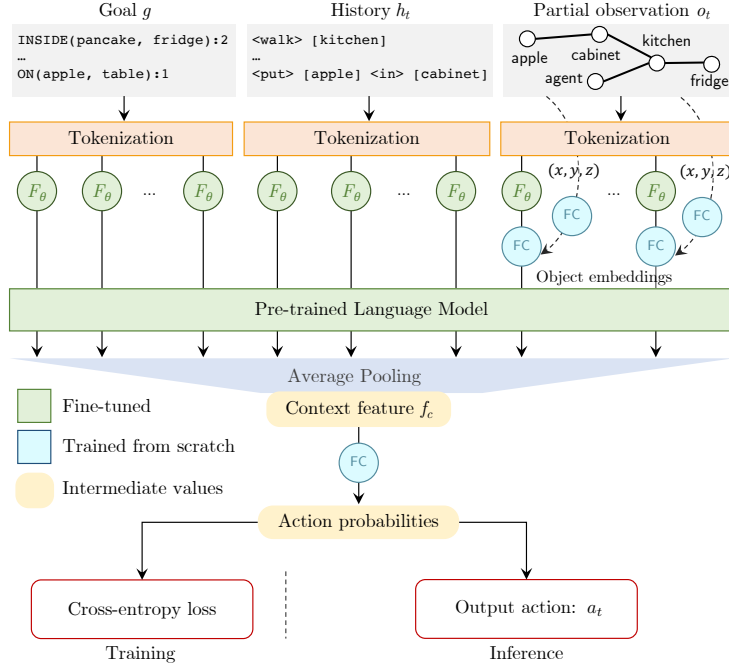 Goal g
History h_t
Partial observation o_t
INSIDE(pancake, fridge):2
…
ON(apple, table):1
<walk> [kitchen]
…
<put> [apple] <in> [cabinet]
apple
cabinet
kitchen
agent
fridge
Tokenization
Tokenization
Tokenization
F_θ
F_θ
...
F_θ
F_θ
F_θ
...
F_θ
F_θ
(x, y, z)
...
F_θ
(x, y, z)
FC
FC
FC
FC
Object embeddings
Pre-trained Language Model
Average Pooling
Context feature f_c
Fine-tuned
Trained from scratch
FC
Intermediate values
Action probabilities
Cross-entropy loss
Output action: a_t
Training
Inference